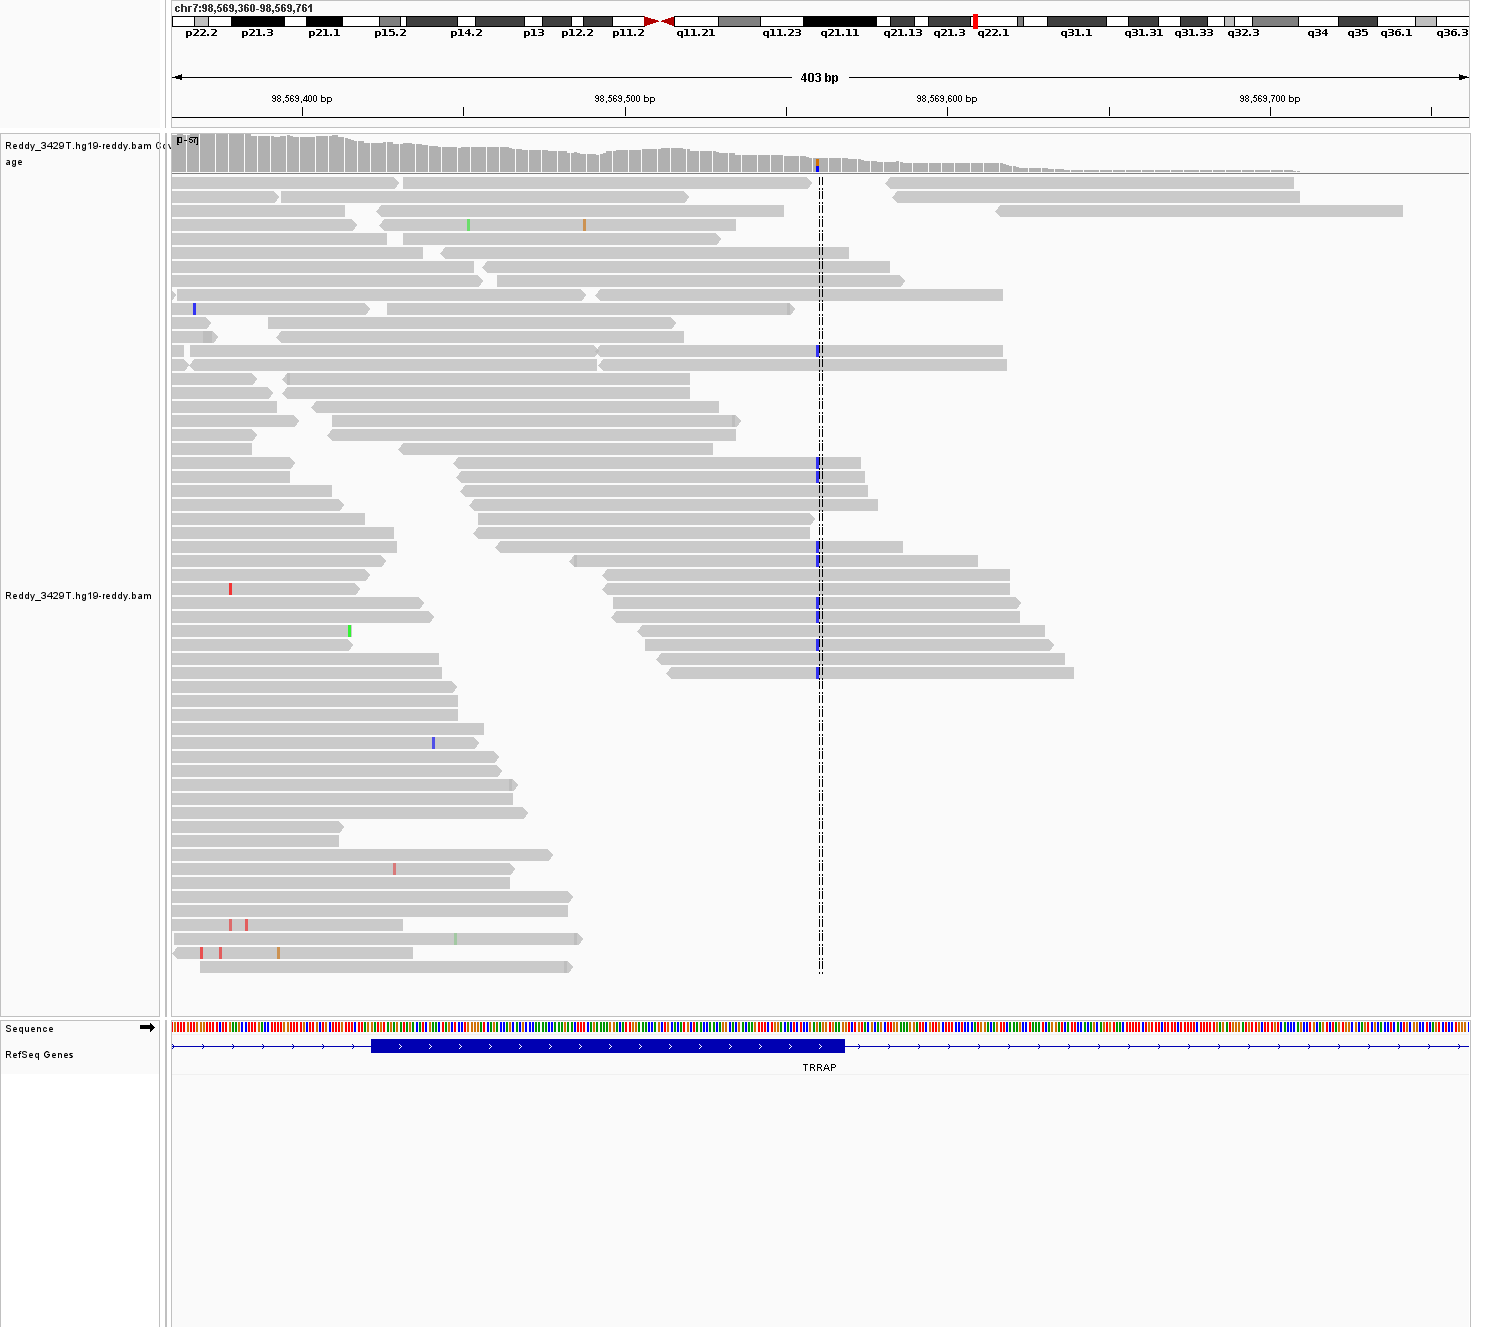 chr7:98,569,360-98,569,761
p22.2 p21.3 p21.1 p15.2 p14.2 p13 p12.2 p11.2 q11.21 q11.23 q21.11 q21.13 q21.3 q22.1 q31.1 q31.31 q31.33 q32.3 q34 q35 q36.1 q36.3
403 bp
98,569,400 bp 98,569,500 bp 98,569,600 bp 98,569,700 bp
[0 - 57]
Reddy_3429T.hg19-reddy.bam Cov
age
Reddy_3429T.hg19-reddy.bam
Sequence
RefSeq Genes
TRRAP